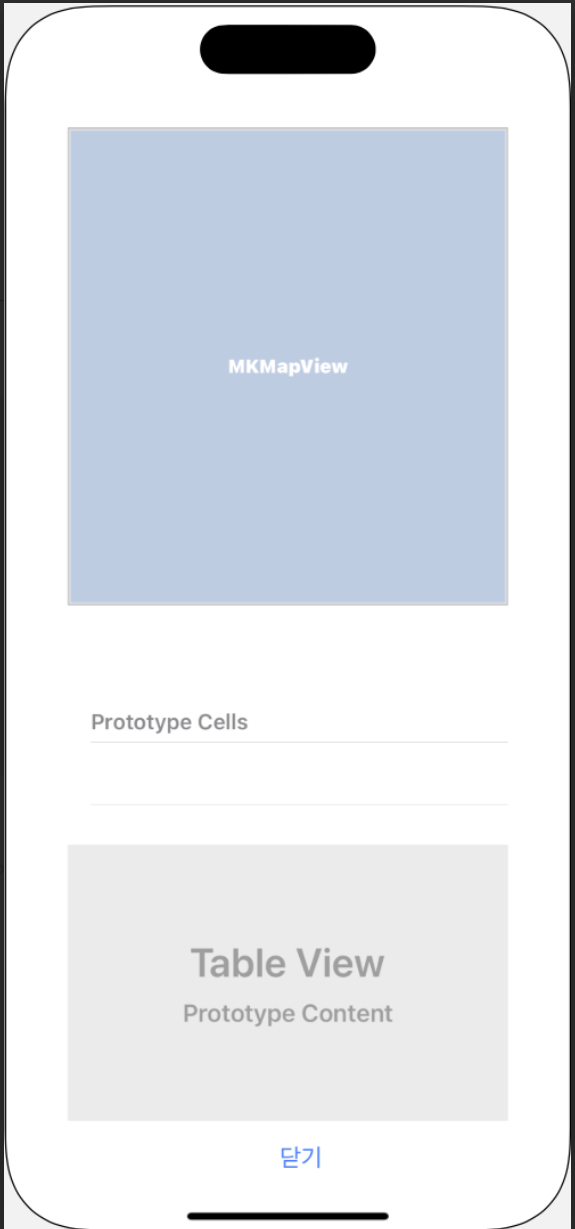 MKMapView
Prototype Cells
Table View
Prototype Content
닫기